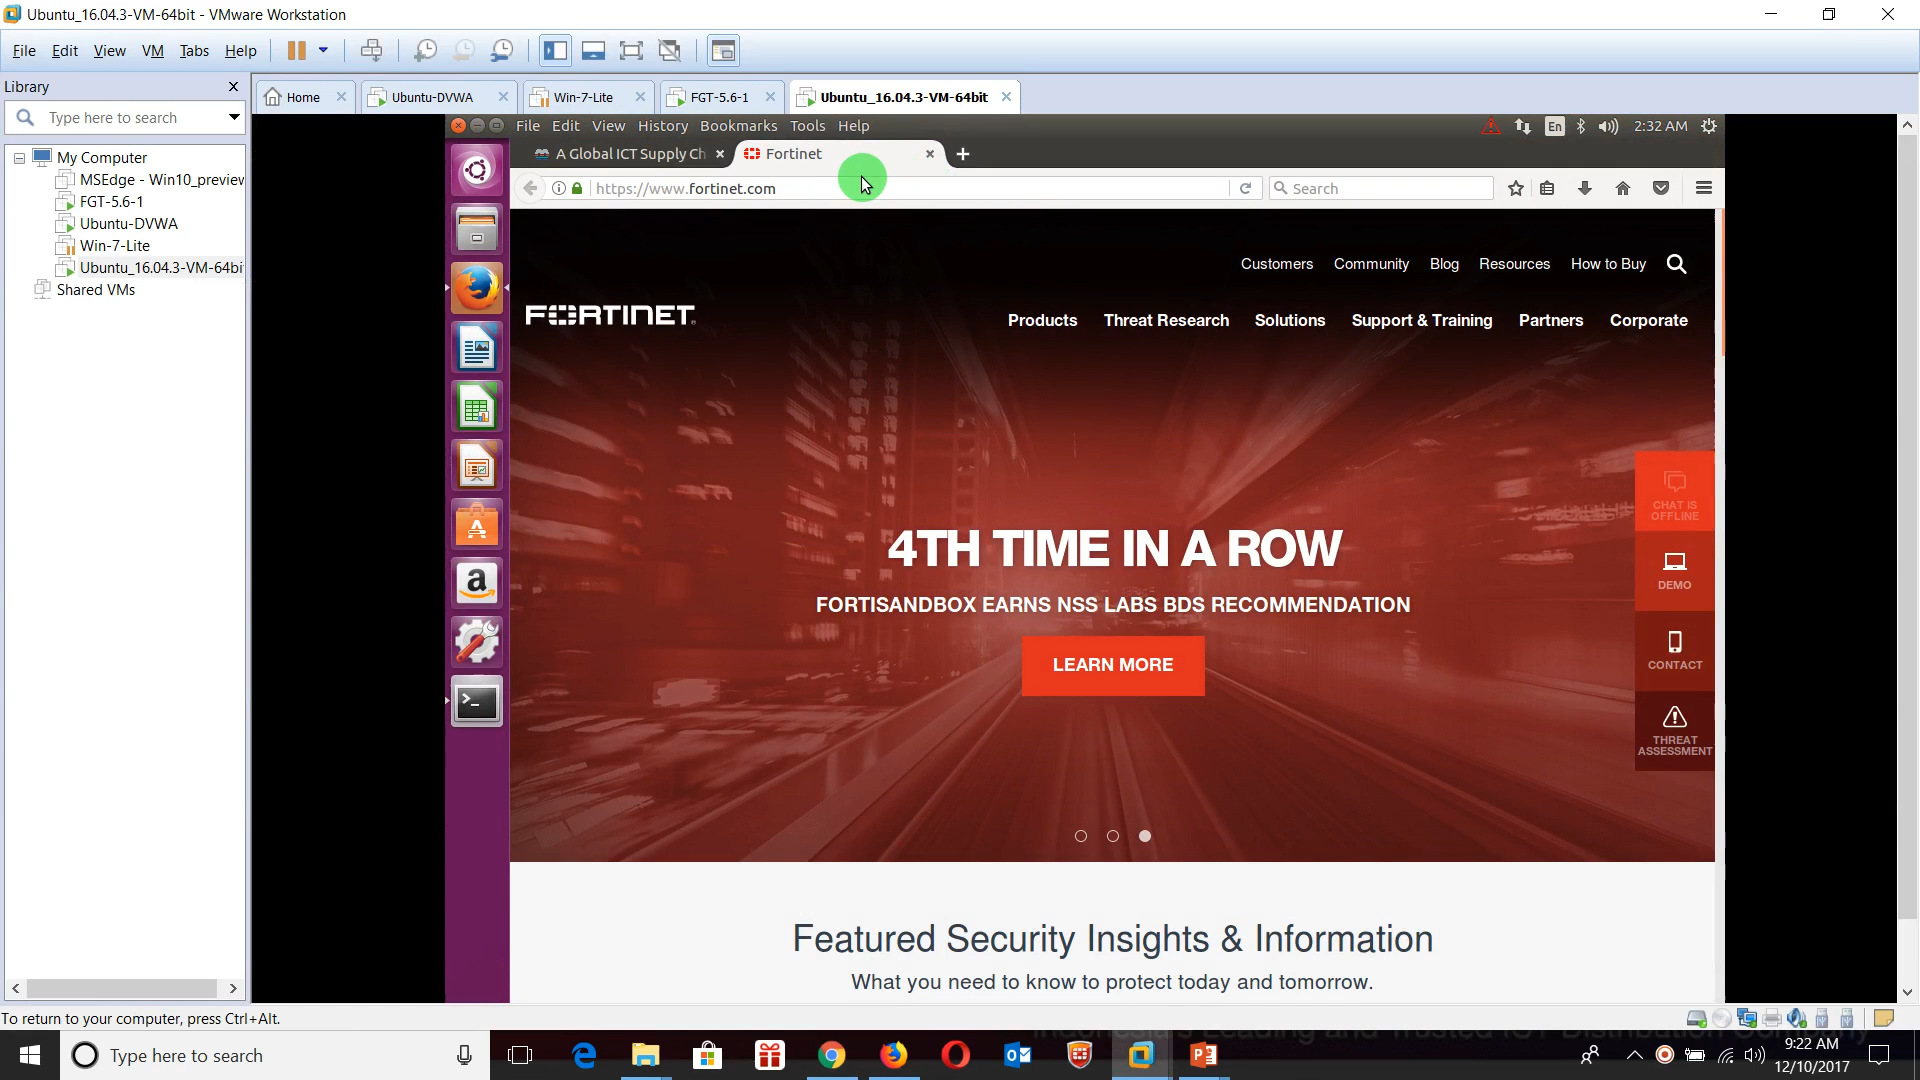 Ubuntu_16.04.3-VM-64bit - VMware Workstation
File Edit View VM Tabs Help
Library
Type here to search
My Computer
MSEdge - Win10_preview
FGT-5.6-1
Ubuntu-DVWA
Win-7-Lite
Ubuntu_16.04.3-VM-64bi
Shared VMs
Home Ubuntu-DVWA Win-7-Lite FGT-5.6-1 Ubuntu_16.04.3-VM-64bit
File Edit View History Bookmarks Tools Help
En 2:32 AM
A Global ICT Supply Ch Fortinet
https://www.fortinet.com
Search
Customers Community Blog Resources How to Buy
FORTINET
Products Threat Research Solutions Support & Training Partners Corporate
4TH TIME IN A ROW
FORTISANDBOX EARNS NSS LABS BDS RECOMMENDATION
LEARN MORE
CHAT IS
OFFLINE
DEMO
CONTACT
THREAT
ASSESSMENT
Featured Security Insights & Information
What you need to know to protect today and tomorrow.
To return to your computer, press Ctrl+Alt.
Type here to search
9:22 AM
12/10/2017